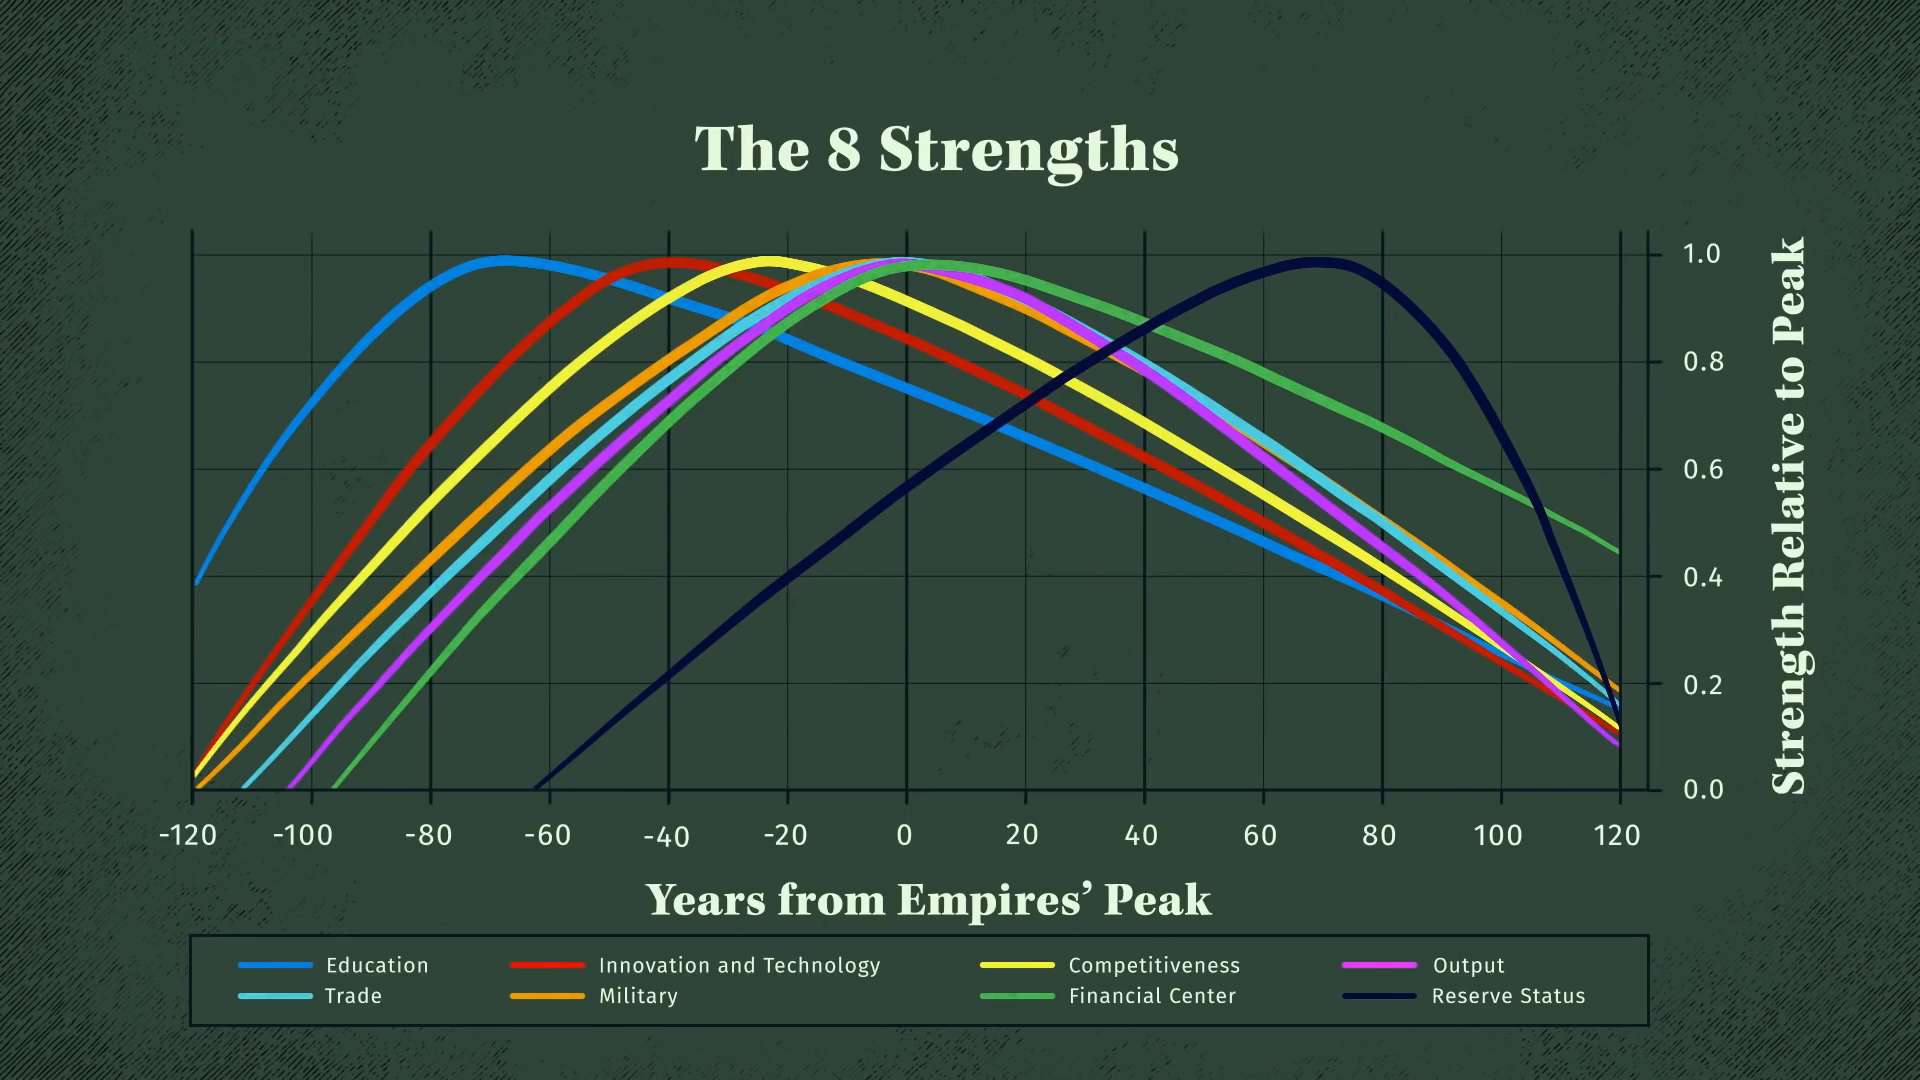 The 8 Strengths
1.0
0.8
0.6
0.4
0.2
0.0
Strength Relative to Peak
-120 -100 -80 -60 -40 -20 0 20 40 60 80 100 120
Years from Empires’ Peak
Education Innovation and Technology Competitiveness Output
Trade Military Financial Center Reserve Status